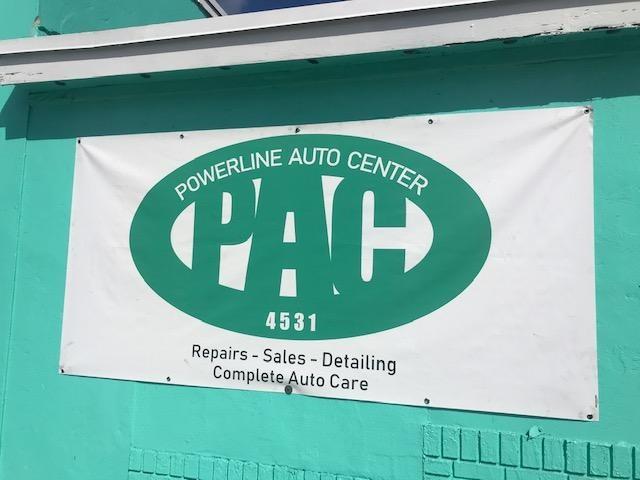 POWERLINE AUTO CENTER
PAC
4531
Repairs - Sales - Detailing
Complete Auto Care